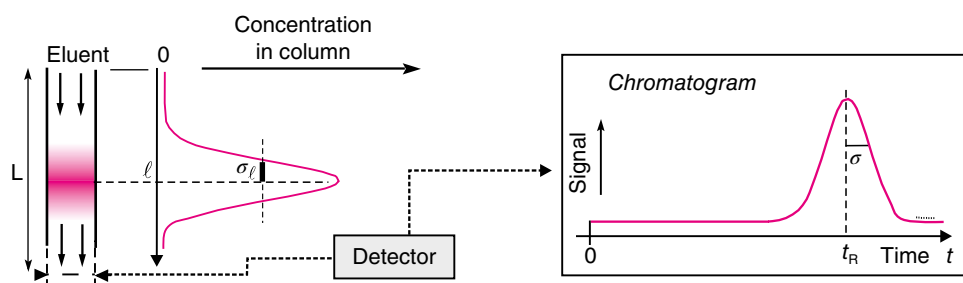 Eluent
0
Concentration
in column
L
ℓ
σℓ
Detector
Chromatogram
Signal
σ
0
tR
Time
t